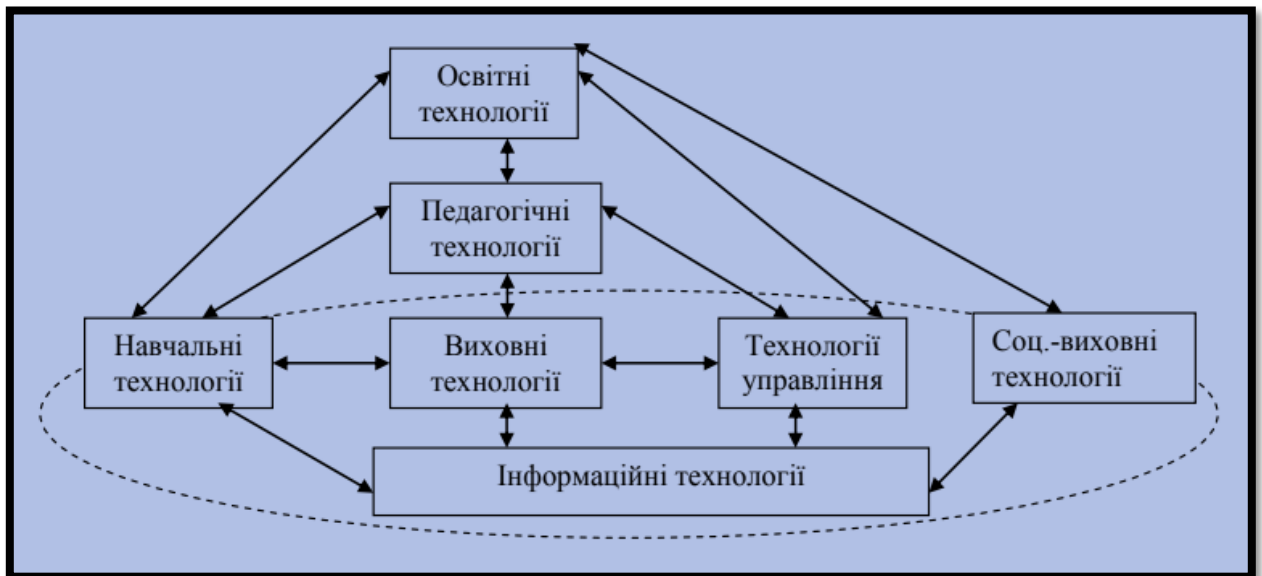 Освітні
технології
Педагогічні
технології
Навчальні
технології
Виховні
технології
Технології
управління
Соц.-виховні
технології
Інформаційні технології